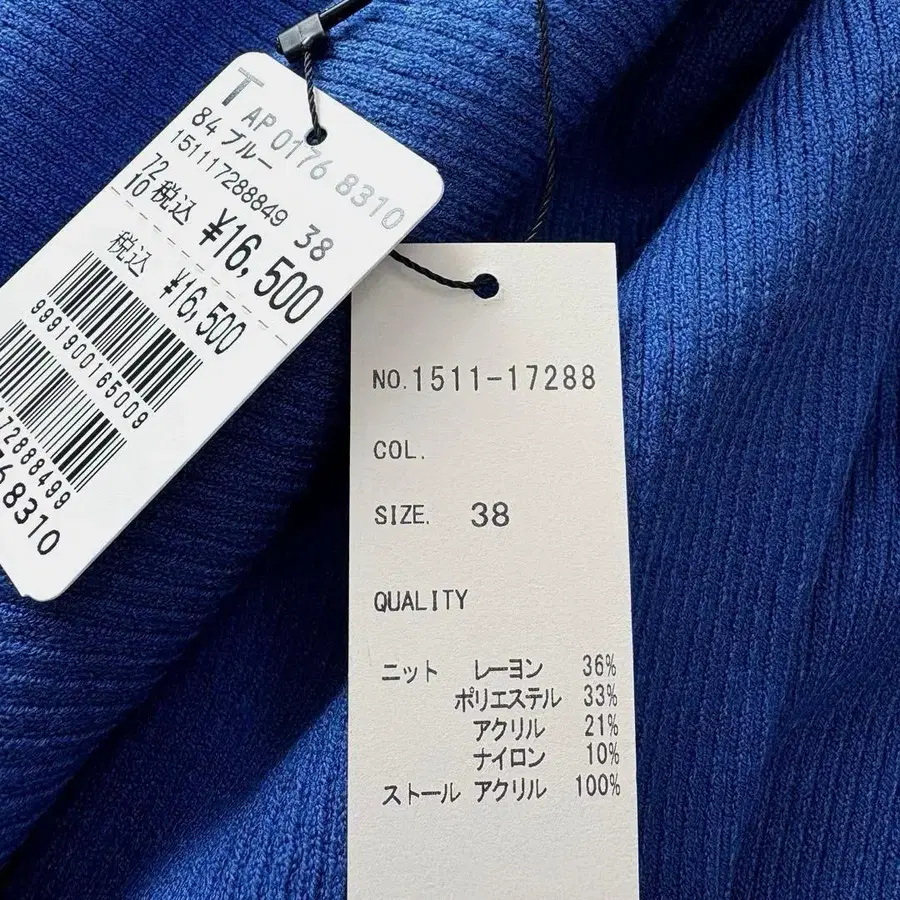 T AP 0176 8310
84 ブルー
1511172888849 38
72
10 税込 ¥16,500
税込 ¥16,500
9991900165009
8310
NO.1511-17288
COL.
SIZE. 38
QUALITY
ニット レーヨン 36%
ポリエステル 33%
アクリル 21%
ナイロン 10%
ストール アクリル 100%